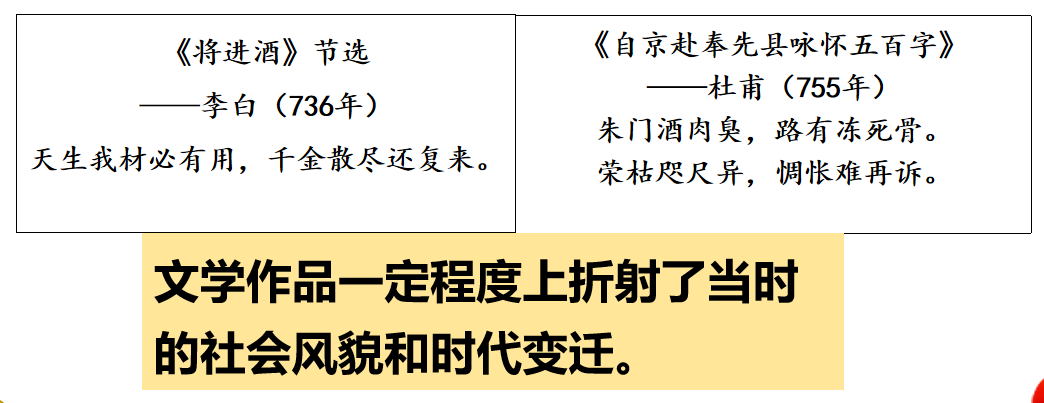 《将进酒》节选
——李白（736年）
天生我材必有用，千金散尽还复来。
《自京赴奉先县咏怀五百字》
——杜甫（755年）
朱门酒肉臭，路有冻死骨。
荣枯咫尺异，惆怅难再诉。
文学作品一定程度上折射了当时
的社会风貌和时代变迁。